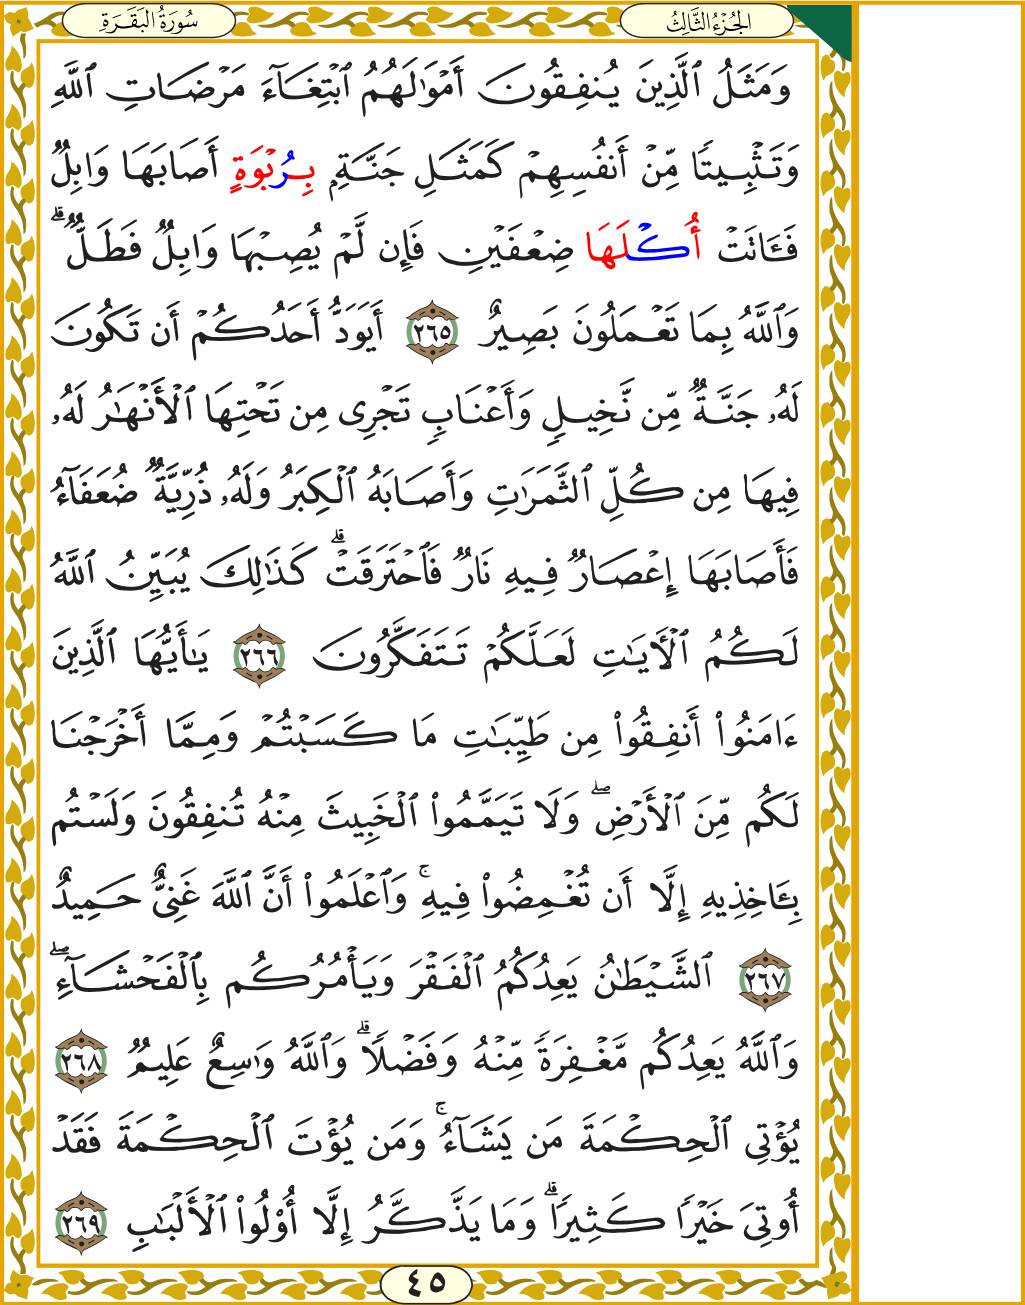 الجُزْءُ الثَّالِثُ
سُورَةُ البَقَرَةِ
وَمَثَلُ ٱلَّذِينَ يُنفِقُونَ أَمْوَٰلَهُمُ ٱبْتِغَآءَ مَرْضَاتِ ٱللَّهِ
وَتَثْبِيتًا مِّنْ أَنفُسِهِمْ كَمَثَلِ جَنَّةٍۭ بِرُبْوَةٍ أَصَابَهَا وَابِلٌ
فَـَٔاتَتْ أُكْلَهَا ضِعْفَيْنِ فَإِن لَّمْ يُصِبْهَا وَابِلٌ فَطَلٌّ ۗ
وَٱللَّهُ بِمَا تَعْمَلُونَ بَصِيرٌ ٢٦٥ أَيَوَدُّ أَحَدُكُمْ أَن تَكُونَ
لَهُۥ جَنَّةٌ مِّن نَّخِيلٍ وَأَعْنَابٍ تَجْرِى مِن تَحْتِهَا ٱلْأَنْهَٰرُ لَهُۥ
فِيهَا مِن كُلِّ ٱلثَّمَرَٰتِ وَأَصَابَهُ ٱلْكِبَرُ وَلَهُۥ ذُرِّيَّةٌ ضُعَفَآءُ
فَأَصَابَهَا إِعْصَارٌ فِيهِ نَارٌ فَٱحْتَرَقَتْ ۗ كَذَٰلِكَ يُبَيِّنُ ٱللَّهُ
لَكُمُ ٱلْأَيَٰتِ لَعَلَّكُمْ تَتَفَكَّرُونَ ٢٦٦ يَٰٓأَيُّهَا ٱلَّذِينَ
ءَامَنُوا۟ أَنفِقُوا۟ مِن طَيِّبَٰتِ مَا كَسَبْتُمْ وَمِمَّا أَخْرَجْنَا
لَكُم مِّنَ ٱلْأَرْضِ ۖ وَلَا تَيَمَّمُوا۟ ٱلْخَبِيثَ مِنْهُ تُنفِقُونَ وَلَسْتُم
بِـَٔاخِذِيهِ إِلَّا أَن تُغْمِضُوا۟ فِيهِ ۚ وَٱعْلَمُوا۟ أَنَّ ٱللَّهَ غَنِىٌّ حَمِيدٌ
٢٦٧ ٱلشَّيْطَٰنُ يَعِدُكُمُ ٱلْفَقْرَ وَيَأْمُرُكُم بِٱلْفَحْشَآءِ ۖ
وَٱللَّهُ يَعِدُكُم مَّغْفِرَةً مِّنْهُ وَفَضْلًا ۗ وَٱللَّهُ وَٰسِعٌ عَلِيمٌ ٢٦٨
يُؤْتِى ٱلْحِكْمَةَ مَن يَشَآءُ ۚ وَمَن يُؤْتَ ٱلْحِكْمَةَ فَقَدْ
أُوتِىَ خَيْرًا كَثِيرًا ۗ وَمَا يَذَّكَّرُ إِلَّا أُو۟لُوا۟ ٱلْأَلْبَٰبِ ٢٦٩
٤٥